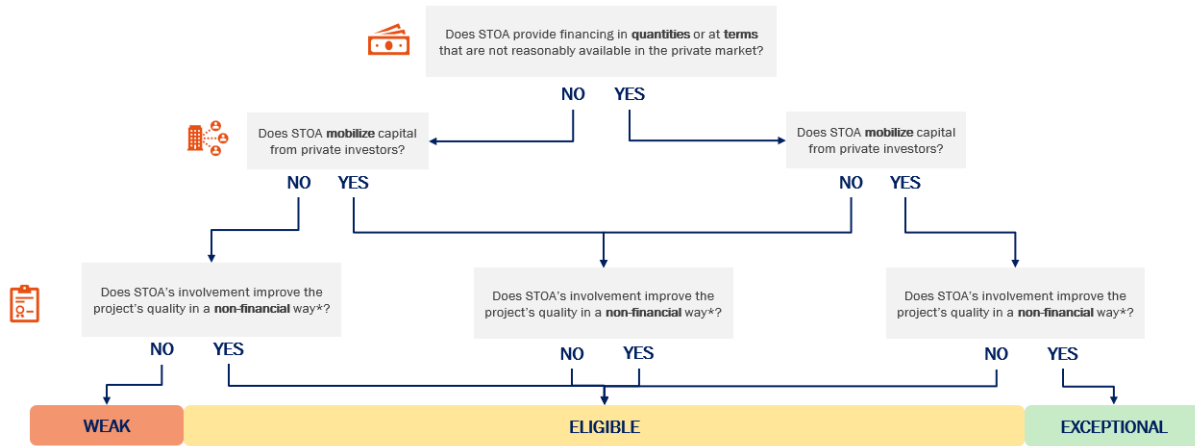 Does STOA provide financing in quantities or at terms
that are not reasonably available in the private market?
NO YES
Does STOA mobilize capital
from private investors?
Does STOA mobilize capital
from private investors?
NO YES
NO YES
Does STOA's involvement improve the
project's quality in a non-financial way*?
Does STOA's involvement improve the
project's quality in a non-financial way*?
Does STOA's involvement improve the
project's quality in a non-financial way*?
NO YES
NO YES
NO YES
WEAK
ELIGIBLE
EXCEPTIONAL